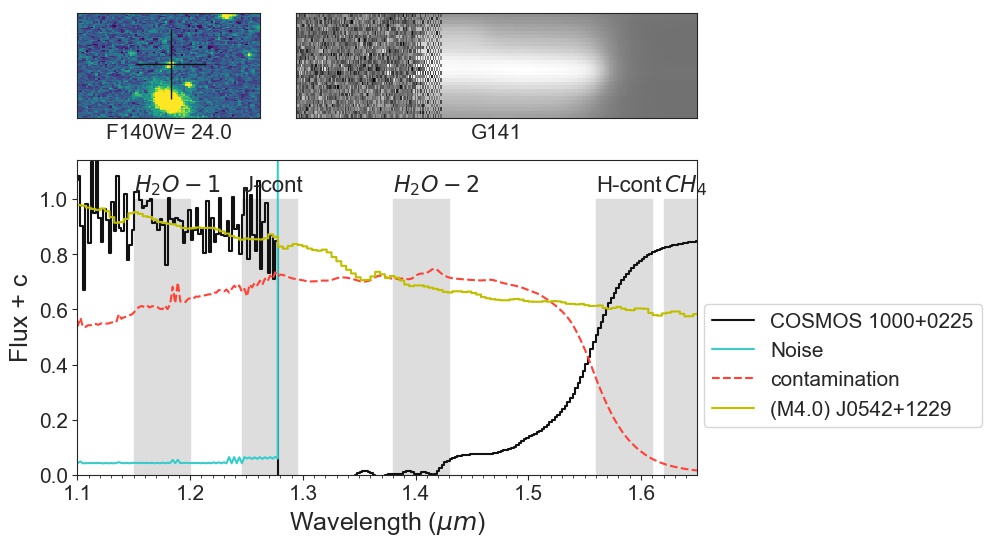 F140W= 24.0
G141
H₂O − 1
J-cont
H₂O − 2
H-cont
CH₄
1.0
0.8
0.6
0.4
0.2
0.0
Flux + c
1.1
1.2
1.3
1.4
1.5
1.6
Wavelength (μm)
COSMOS 1000+0225
Noise
contamination
(M4.0) J0542+1229